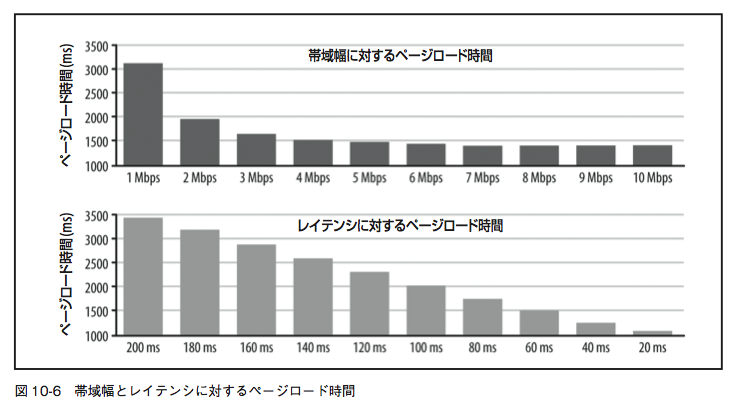 帯域幅に対するページロード時間
ページロード時間(ms)
3500
3000
2500
2000
1500
1000
1 Mbps 2 Mbps 3 Mbps 4 Mbps 5 Mbps 6 Mbps 7 Mbps 8 Mbps 9 Mbps 10 Mbps
レイテンシに対するページロード時間
ページロード時間(ms)
3500
3000
2500
2000
1500
1000
200 ms 180 ms 160 ms 140 ms 120 ms 100 ms 80 ms 60 ms 40 ms 20 ms
図 10-6 帯域幅とレイテンシに対するページロード時間